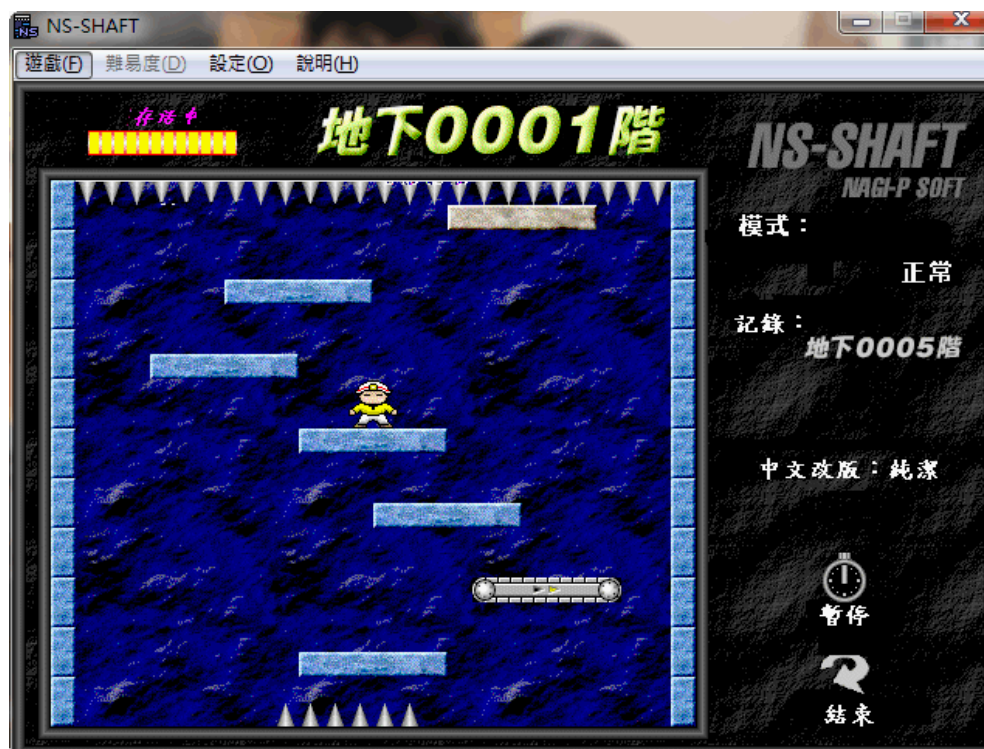 NS-SHAFT
遊戲(F) 難易度(D) 設定(O) 說明(H)
存活中
地下0001階
NS-SHAFT
NAGI-P SOFT
模式：
正常
記錄：
地下0005階
中文改版：純潔
暫停
結束